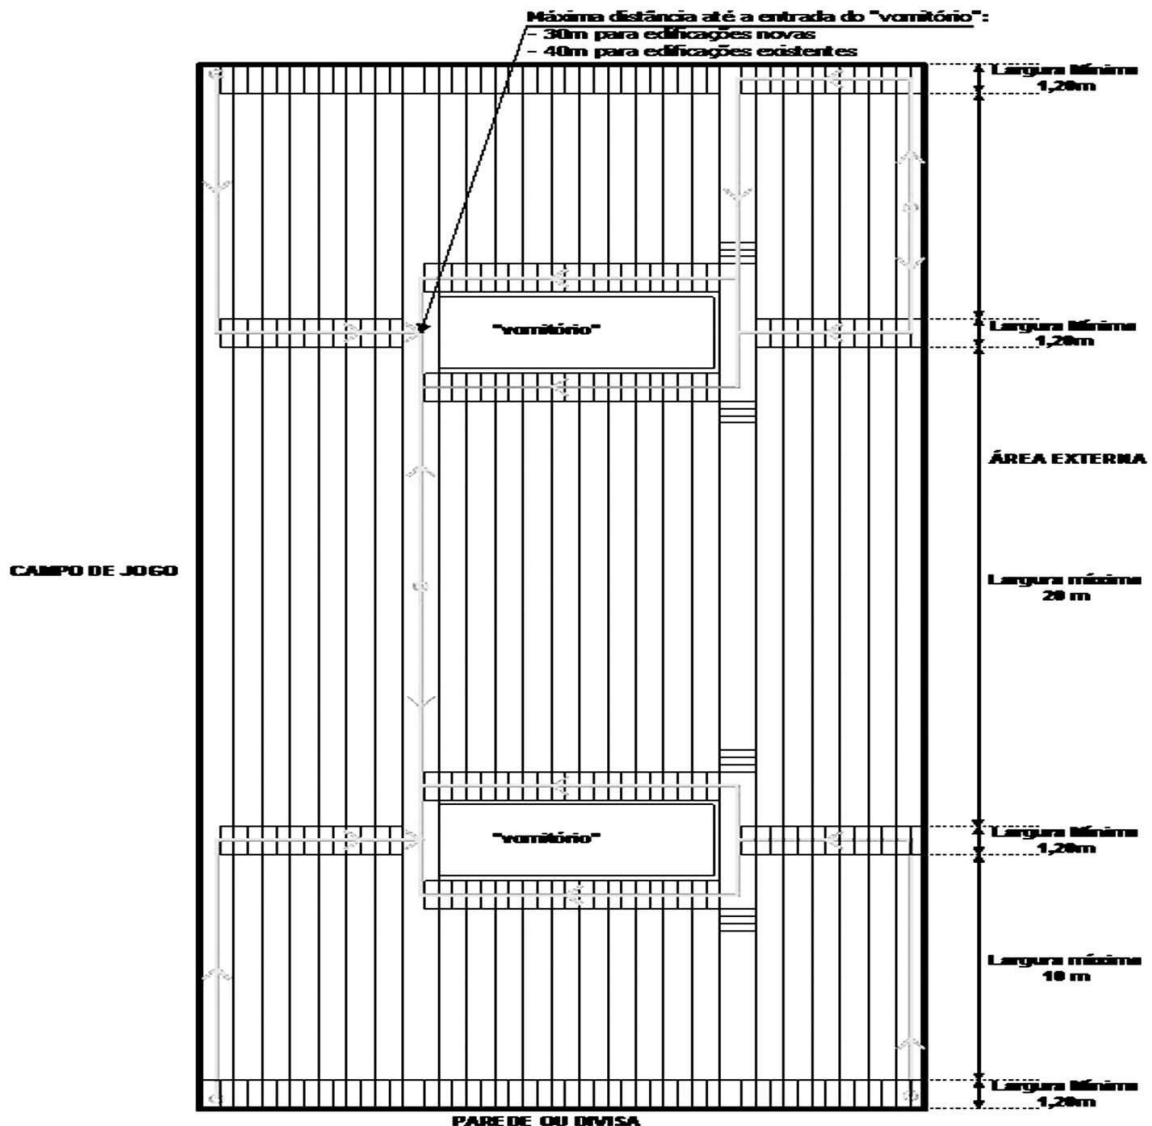 Máxima distância até a entrada do "vomitório":
- 30m para edificações novas
- 40m para edificações existentes
Largura Mínima
1,20m
"vomitório"
Largura Mínima
1,20m
ÁREA EXTERNA
CAMPO DE JOGO
Largura máxima
20 m
"vomitório"
Largura Mínima
1,20m
Largura máxima
10 m
Largura Mínima
1,20m
PAREDE OU DIVISA